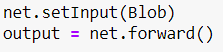 net.setInput(Blob)
output = net.forward()